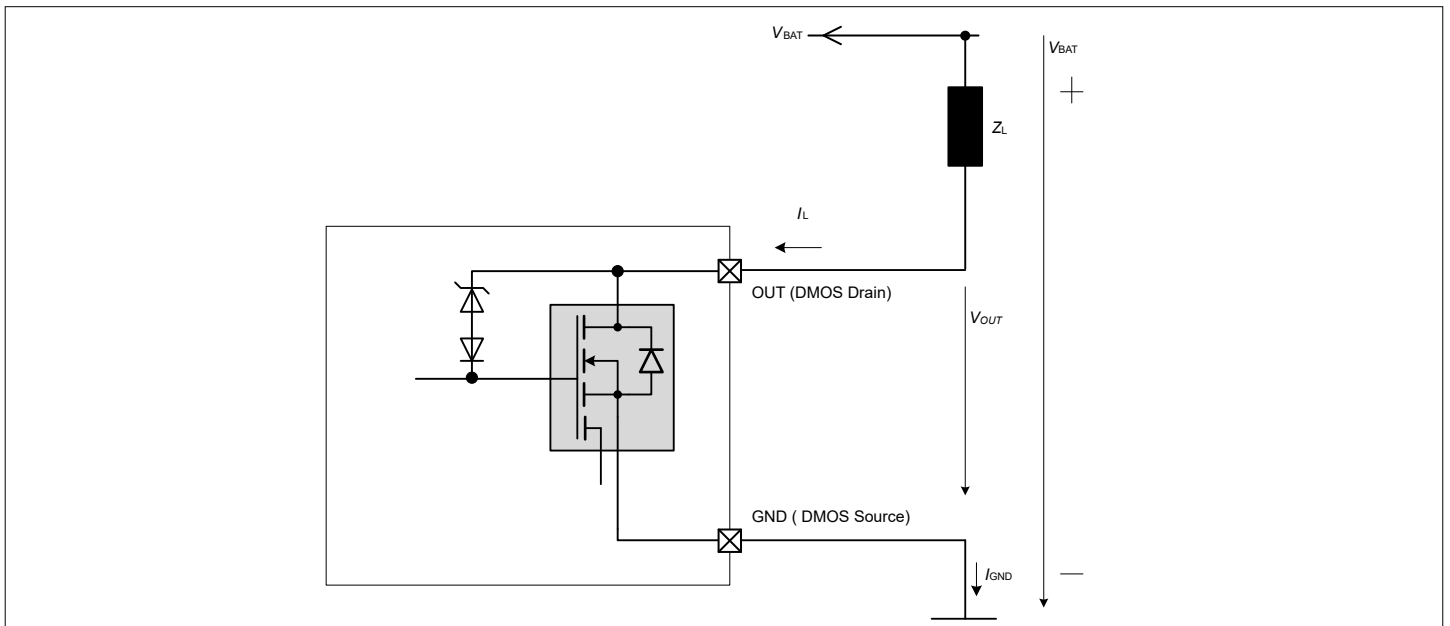 VBAT
VBAT
+
ZL
IL
OUT (DMOS Drain)
VOUT
GND ( DMOS Source)
IGND
—